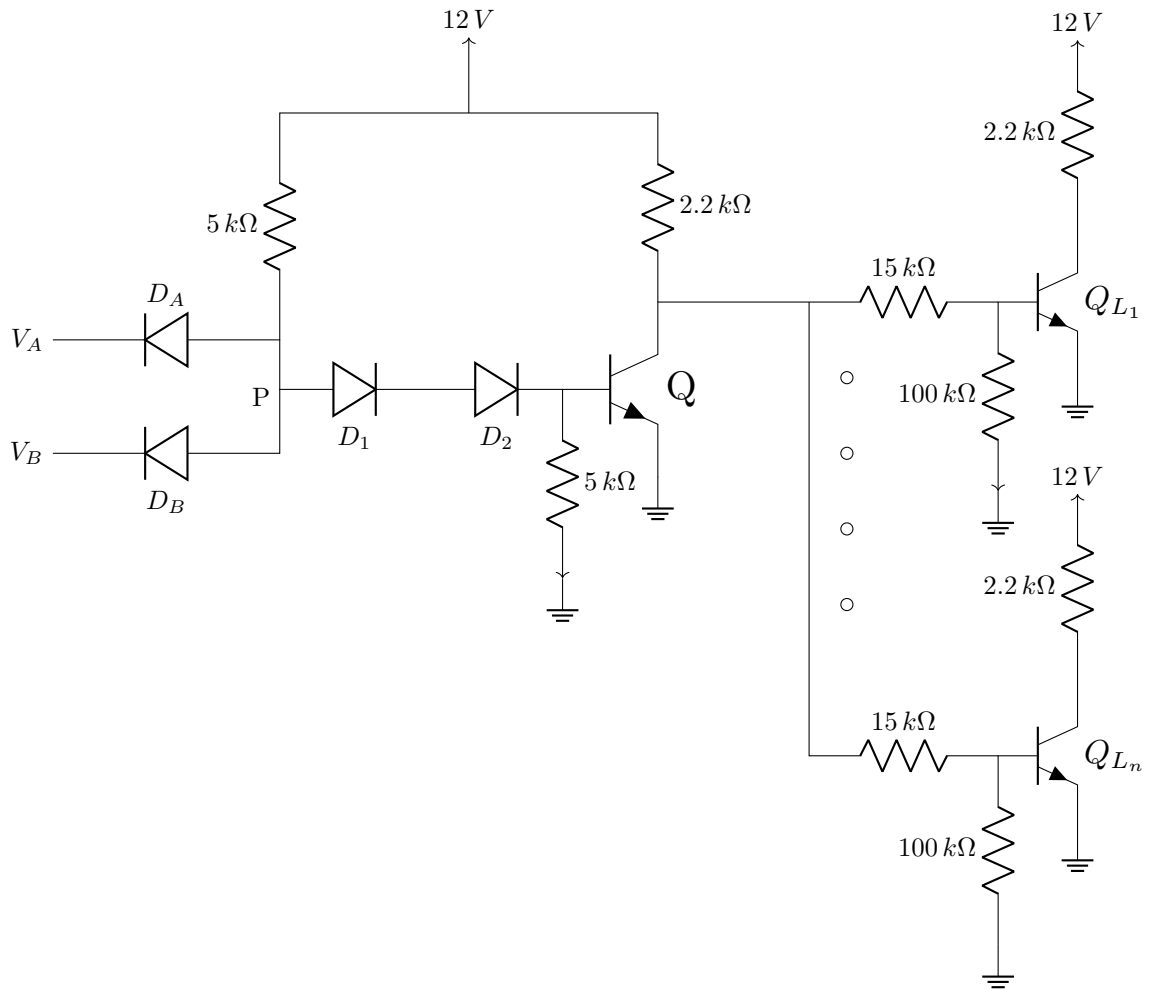 12 V
12 V
2.2 kΩ
5 kΩ
2.2 kΩ
15 kΩ
D_A
Q_{L_1}
V_A
P
Q
100 kΩ
D_1
D_2
V_B
5 kΩ
12 V
D_B
2.2 kΩ
15 kΩ
Q_{L_n}
100 kΩ